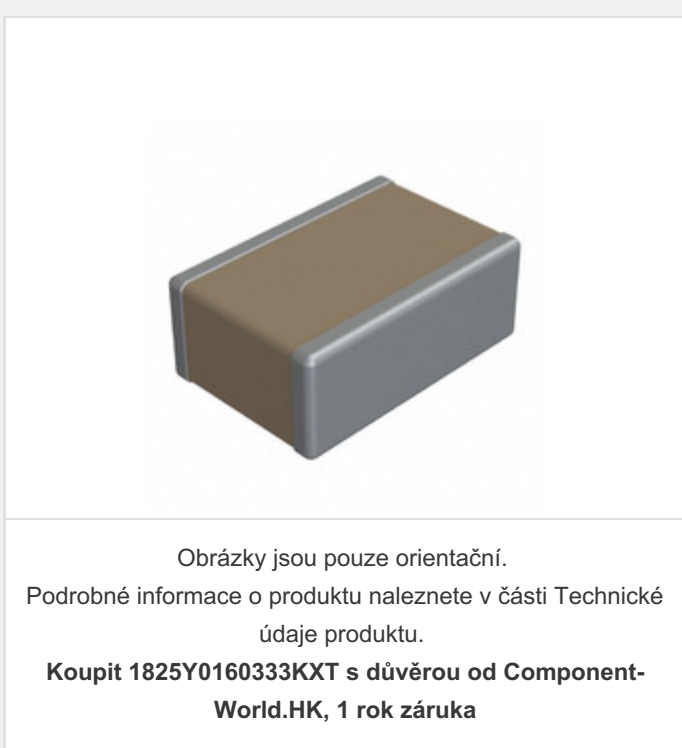 Obrázky jsou pouze orientační.
Podrobné informace o produktu naleznete v části Technické
údaje produktu.
Koupit 1825Y0160333KXT s důvěrou od Component-
World.HK, 1 rok záruka